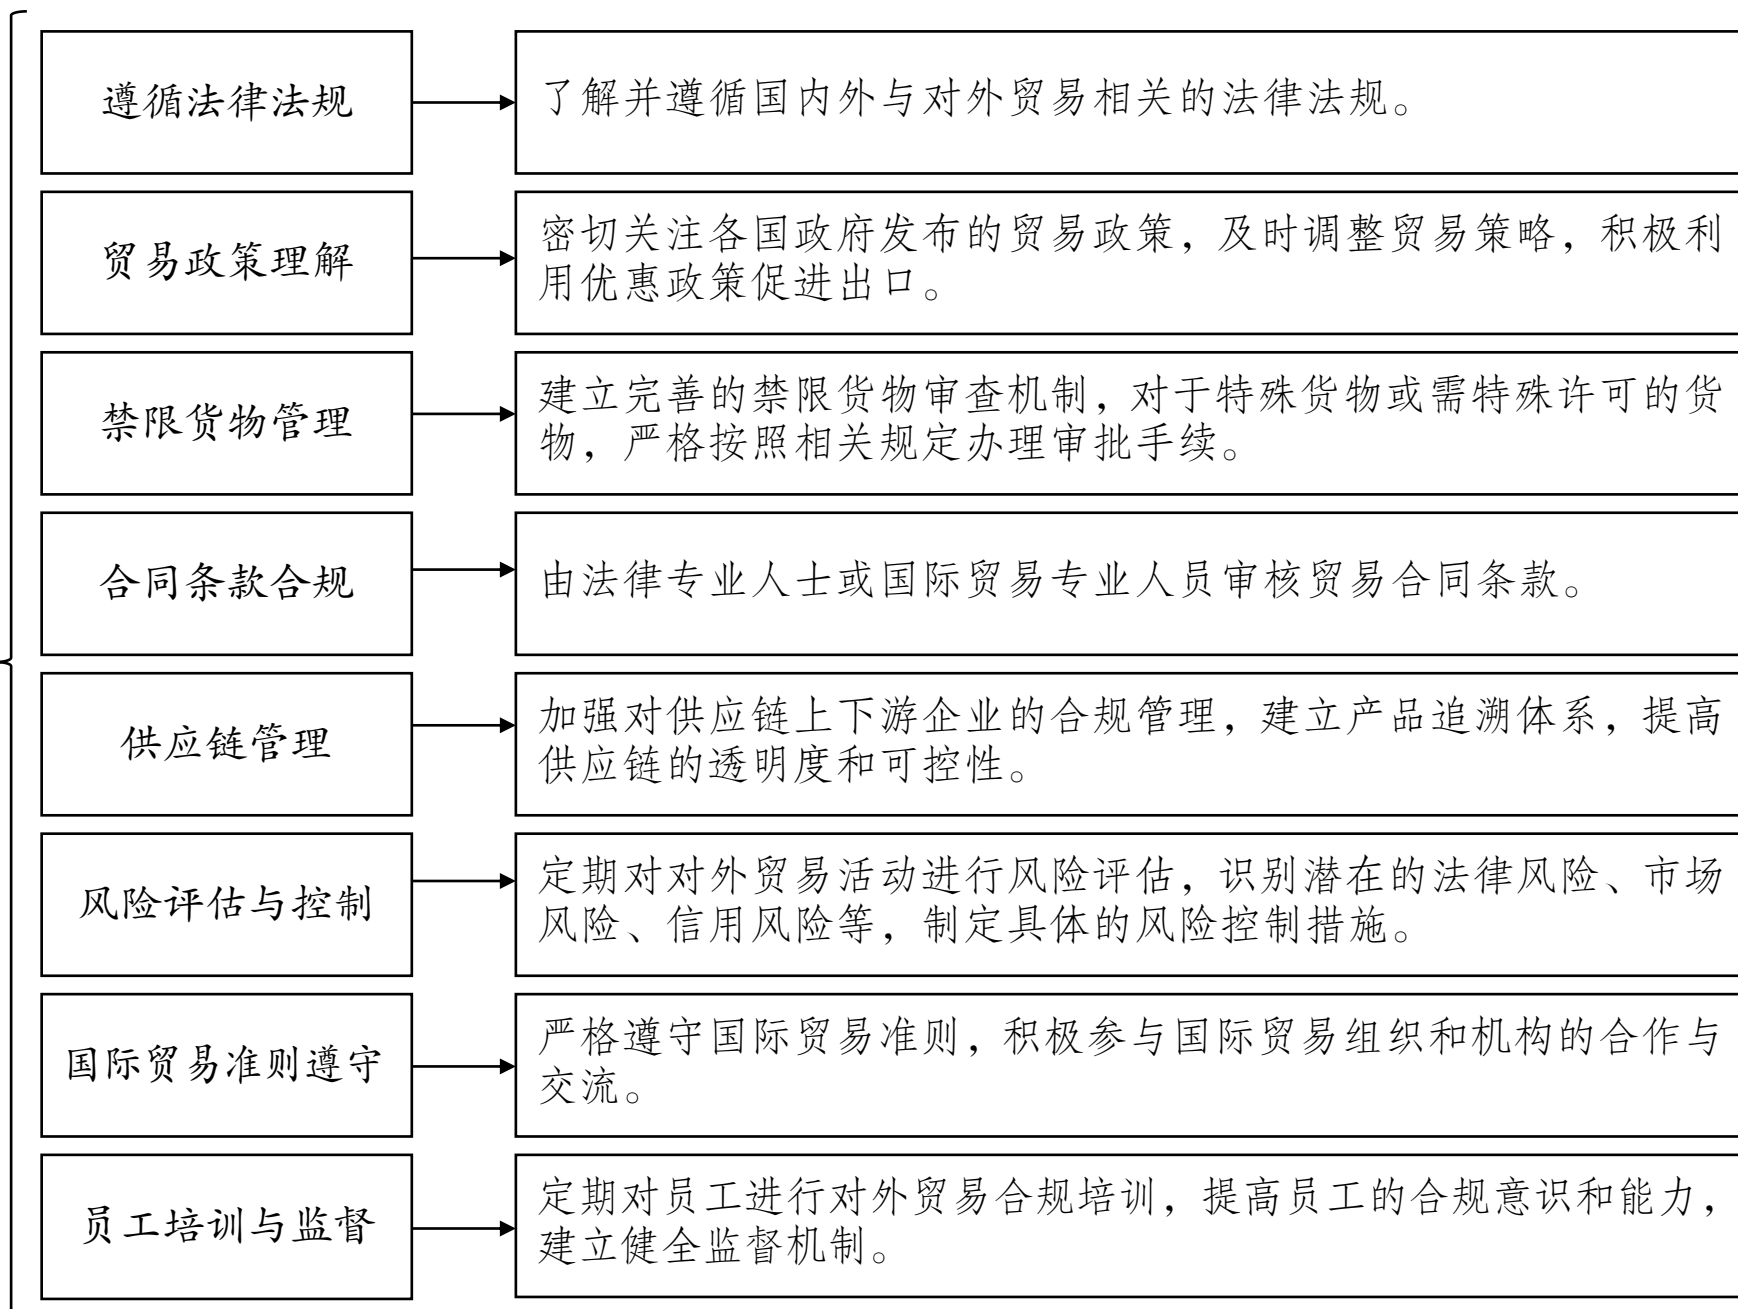 遵循法律法规
了解并遵循国内外与对外贸易相关的法律法规。
贸易政策理解
密切关注各国政府发布的贸易政策，及时调整贸易策略，积极利
用优惠政策促进出口。
禁限货物管理
建立完善的禁限货物审查机制，对于特殊货物或需特殊许可的货
物，严格按照相关规定办理审批手续。
合同条款合规
由法律专业人士或国际贸易专业人员审核贸易合同条款。
供应链管理
加强对供应链上下游企业的合规管理，建立产品追溯体系，提高
供应链的透明度和可控性。
风险评估与控制
定期对对外贸易活动进行风险评估，识别潜在的法律风险、市场
风险、信用风险等，制定具体的风险控制措施。
国际贸易准则遵守
严格遵守国际贸易准则，积极参与国际贸易组织和机构的合作与
交流。
员工培训与监督
定期对员工进行对外贸易合规培训，提高员工的合规意识和能力，
建立健全监督机制。